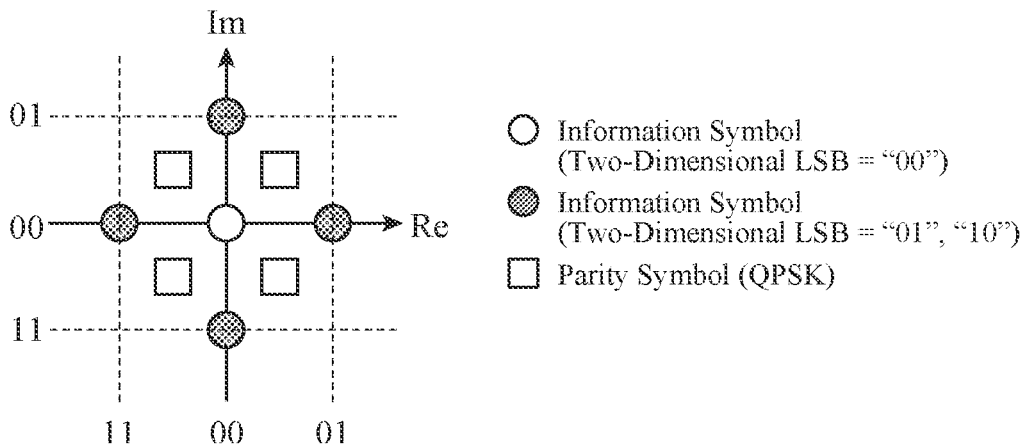 Im
01
00
Re
11
11 00 01
Information Symbol
(Two-Dimensional LSB = “00”)
Information Symbol
(Two-Dimensional LSB = “01”, “10”)
Parity Symbol (QPSK)